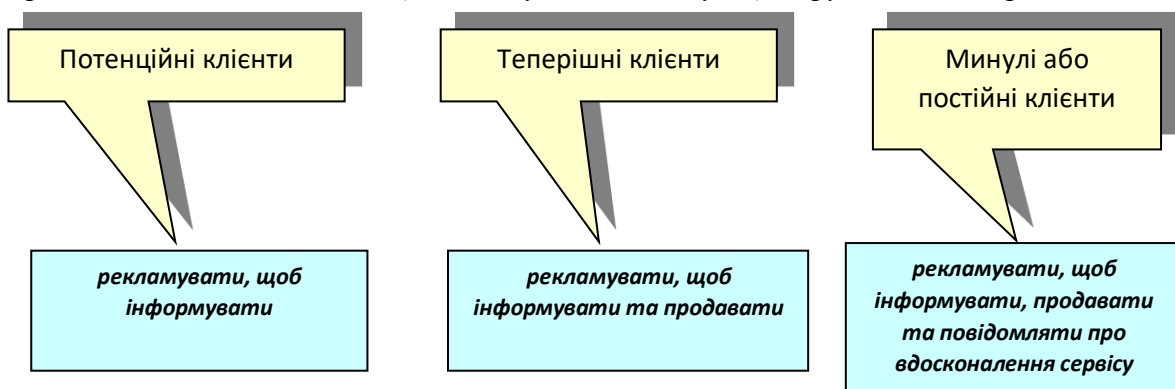 Потенційні клієнти
Теперішні клієнти
Минулі або
постійні клієнти
рекламувати, щоб
інформувати
рекламувати, щоб
інформувати та продавати
рекламувати, щоб
інформувати, продавати
та повідомляти про
вдосконалення сервісу